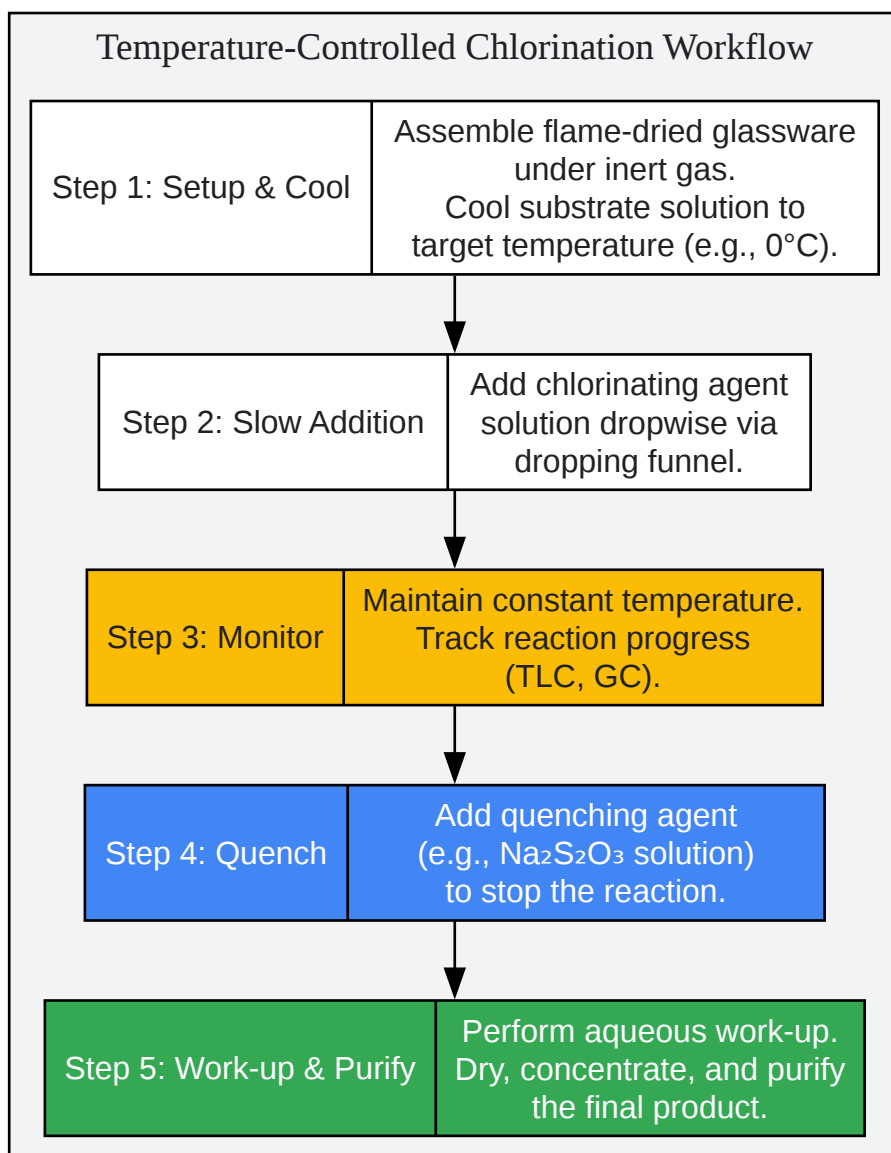 Temperature-Controlled Chlorination Workflow
Step 1: Setup & Cool
Assemble flame-dried glassware
under inert gas.
Cool substrate solution to
target temperature (e.g., 0°C).
Step 2: Slow Addition
Add chlorinating agent
solution dropwise via
dropping funnel.
Step 3: Monitor
Maintain constant temperature.
Track reaction progress
(TLC, GC).
Step 4: Quench
Add quenching agent
(e.g., Na₂S₂O₃ solution)
to stop the reaction.
Step 5: Work-up & Purify
Perform aqueous work-up.
Dry, concentrate, and purify
the final product.